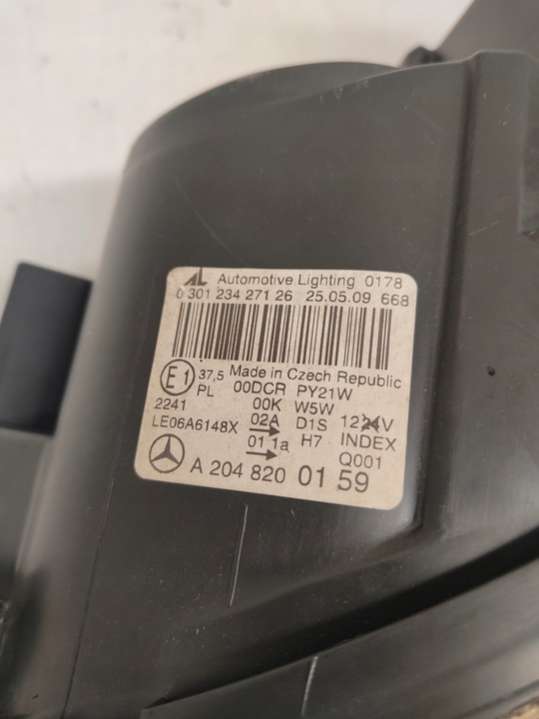 AL Automotive Lighting 0178
0 301 234 271 26 25.05.09 668
E1 37,5 Made in Czech Republic
PL 00DCR PY21W
2241 00K W5W
LE06A6148X 02A D1S 12 24V
01 1a H7 INDEX
Q001
A 204 820 01 59